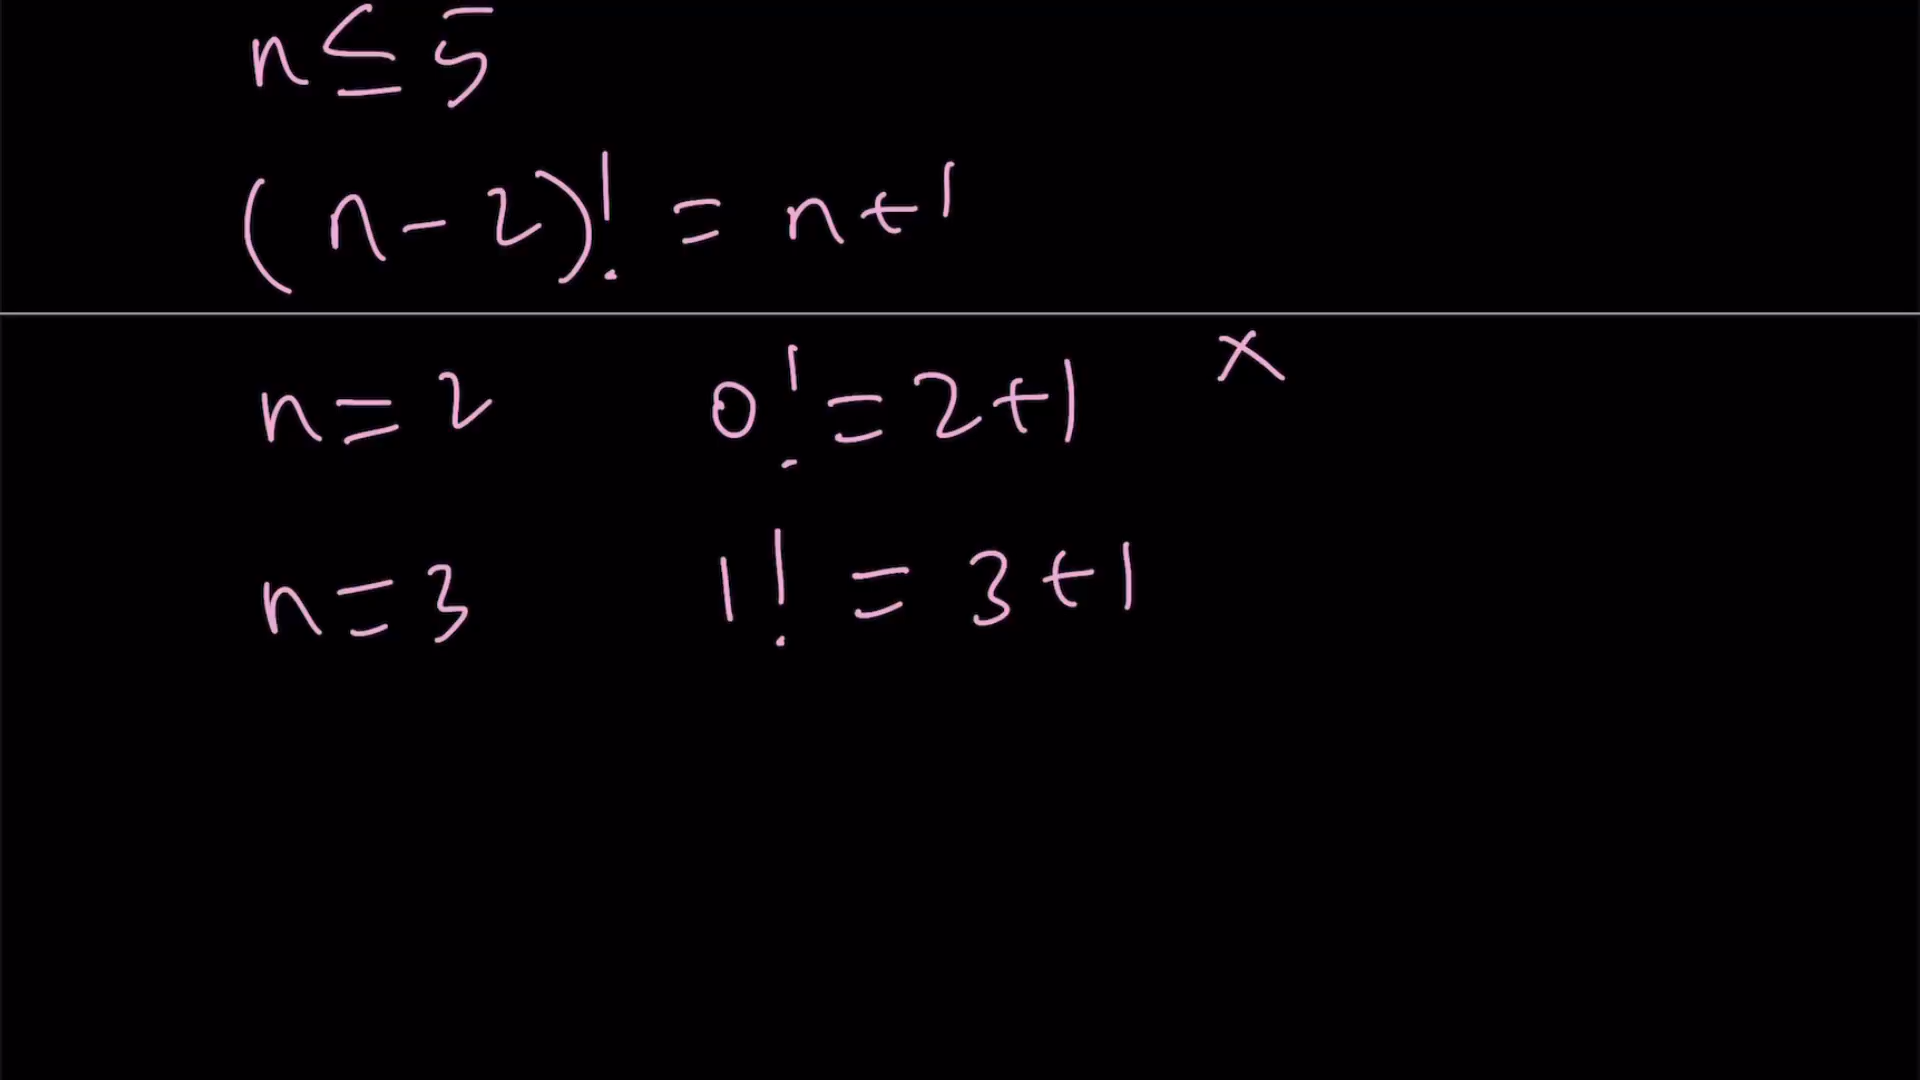 n ≤ 5
(n-2)! = n+1
n=2 0! = 2+1 ×
n=3 1! = 3+1